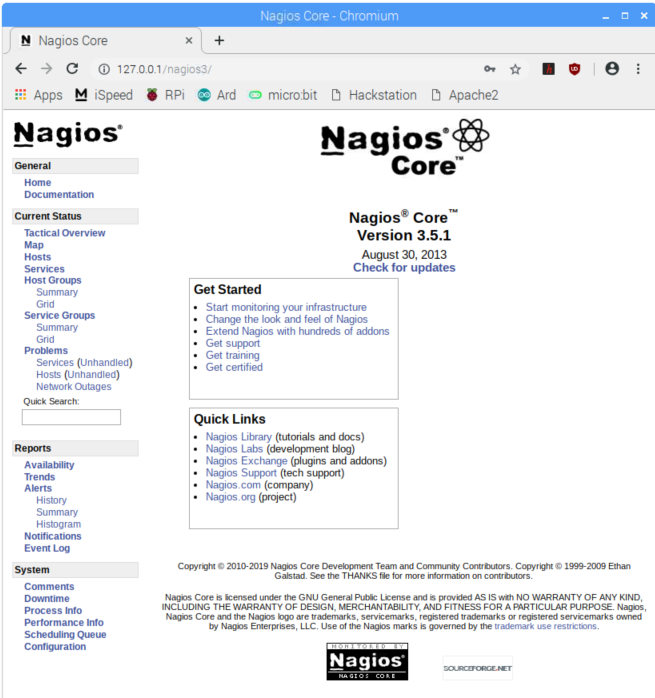 Nagios Core - Chromium
N Nagios Core
127.0.0.1/nagios3/
Apps M iSpeed RPi Ard micro:bit Hackstation Apache2
Nagios®
General
Home
Documentation
Current Status
Tactical Overview
Map
Hosts
Services
Host Groups
Summary
Grid
Service Groups
Summary
Grid
Problems
Services (Unhandled)
Hosts (Unhandled)
Network Outages
Quick Search:
Reports
Availability
Trends
Alerts
History
Summary
Histogram
Notifications
Event Log
System
Comments
Downtime
Process Info
Performance Info
Scheduling Queue
Configuration
Nagios®
Core™
Nagios® Core™
Version 3.5.1
August 30, 2013
Check for updates
Get Started
• Start monitoring your infrastructure
• Change the look and feel of Nagios
• Extend Nagios with hundreds of addons
• Get support
• Get training
• Get certified
Quick Links
• Nagios Library (tutorials and docs)
• Nagios Labs (development blog)
• Nagios Exchange (plugins and addons)
• Nagios Support (tech support)
• Nagios.com (company)
• Nagios.org (project)
Copyright © 2010-2019 Nagios Core Development Team and Community Contributors. Copyright © 1999-2009 Ethan
Galstad. See the THANKS file for more information on contributors.
Nagios Core is licensed under the GNU General Public License and is provided AS IS with NO WARRANTY OF ANY KIND,
INCLUDING THE WARRANTY OF DESIGN, MERCHANTABILITY, AND FITNESS FOR A PARTICULAR PURPOSE. Nagios,
Nagios Core and the Nagios logo are trademarks, servicemarks, registered trademarks or registered servicemarks owned
by Nagios Enterprises, LLC. Use of the Nagios marks is governed by the trademark use restrictions.
MONITORED BY
Nagios®
NAGIOS CORE
SOURCEFORGE.NET